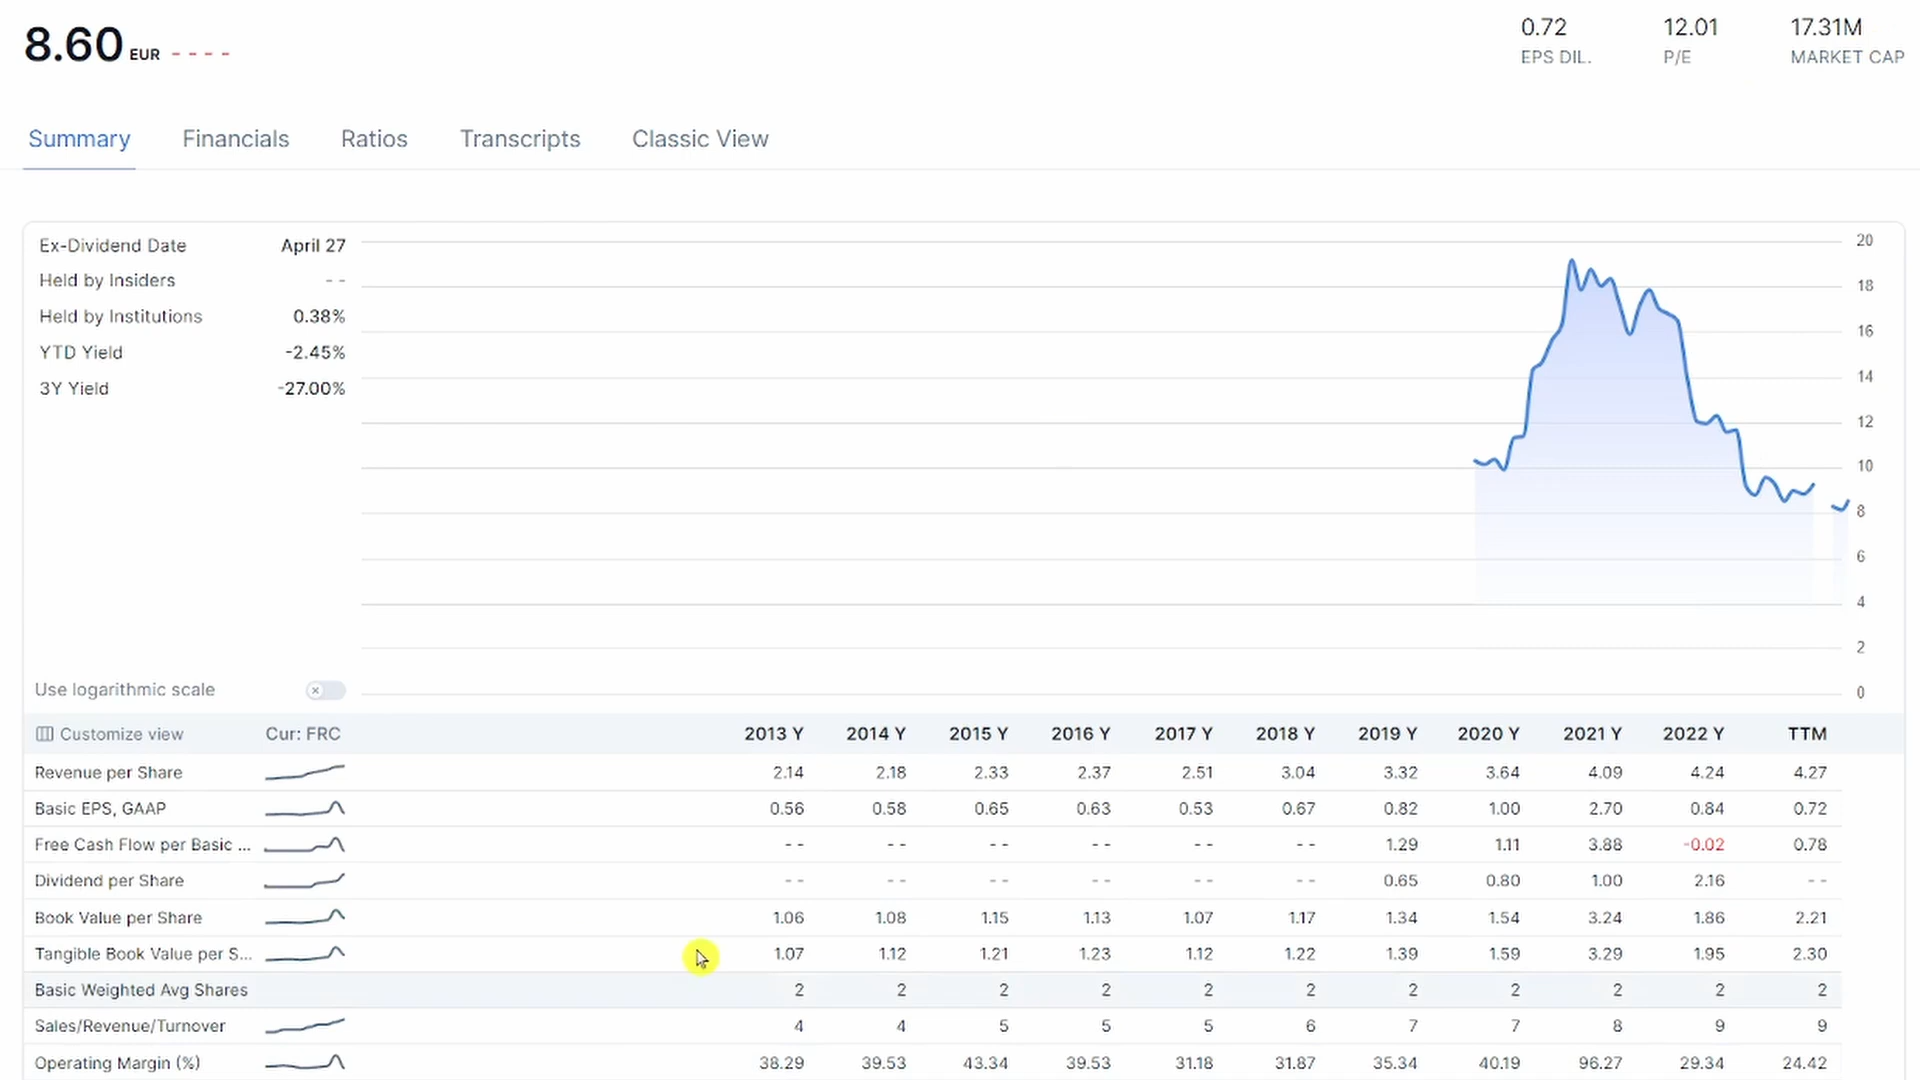 8.60 EUR - - - -
0.72 12.01 17.31M
EPS DIL. P/E MARKET CAP
Summary Financials Ratios Transcripts Classic View
Ex-Dividend Date April 27
Held by Insiders - -
Held by Institutions 0.38%
YTD Yield -2.45%
3Y Yield -27.00%
20
18
16
14
12
10
8
6
4
2
0
Use logarithmic scale
Customize view Cur: FRC 2013 Y 2014 Y 2015 Y 2016 Y 2017 Y 2018 Y 2019 Y 2020 Y 2021 Y 2022 Y TTM
Revenue per Share 2.14 2.18 2.33 2.37 2.51 3.04 3.32 3.64 4.09 4.24 4.27
Basic EPS, GAAP 0.56 0.58 0.65 0.63 0.53 0.67 0.82 1.00 2.70 0.84 0.72
Free Cash Flow per Basic ... - - - - - - - - - - - - 1.29 1.11 3.88 -0.02 0.78
Dividend per Share - - - - - - - - - - - - 0.65 0.80 1.00 2.16 - -
Book Value per Share 1.06 1.08 1.15 1.13 1.07 1.17 1.34 1.54 3.24 1.86 2.21
Tangible Book Value per S... 1.07 1.12 1.21 1.23 1.12 1.22 1.39 1.59 3.29 1.95 2.30
Basic Weighted Avg Shares 2 2 2 2 2 2 2 2 2 2 2
Sales/Revenue/Turnover 4 4 5 5 5 6 7 7 8 9 9
Operating Margin (%) 38.29 39.53 43.34 39.53 31.18 31.87 35.34 40.19 96.27 29.34 24.42